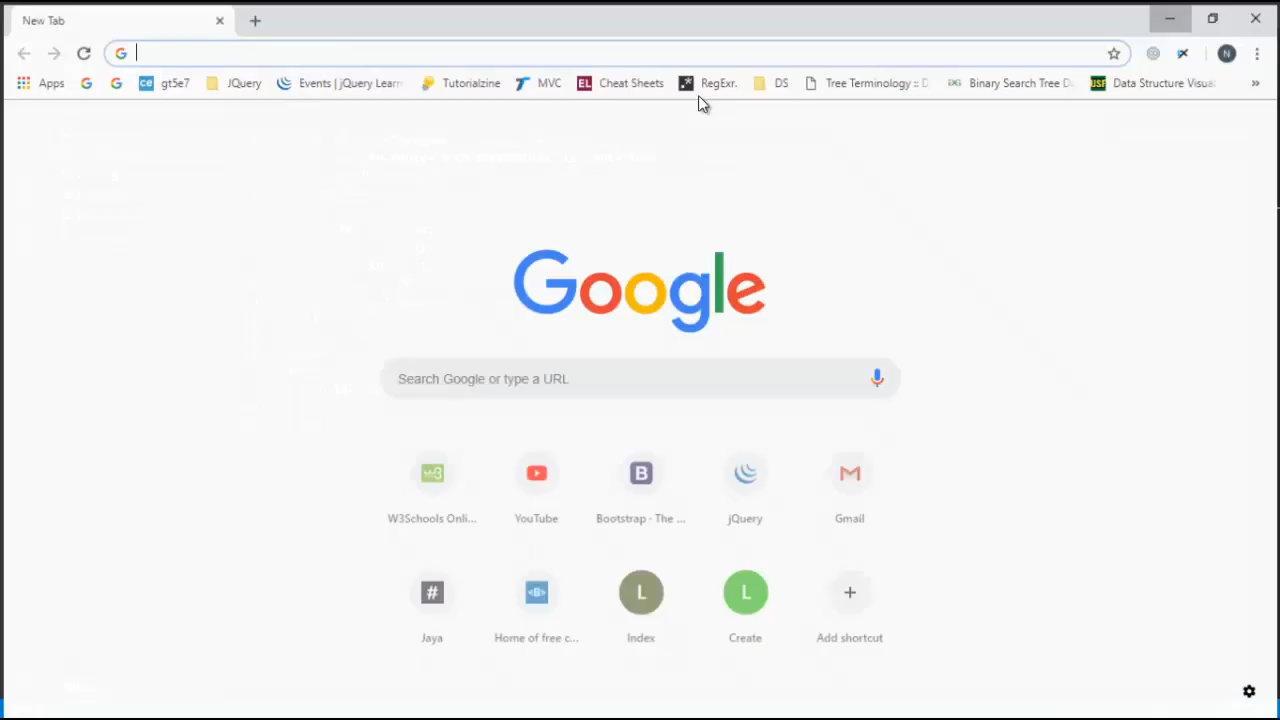 New Tab
Apps gt5e7 JQuery Events | jQuery Learn Tutorialzine MVC Cheat Sheets RegExr. DS Tree Terminology :: D Binary Search Tree D Data Structure Visua
Google
Search Google or type a URL
W3Schools Onli... YouTube Bootstrap - The ... jQuery Gmail
Jaya Home of free c... Index Create Add shortcut